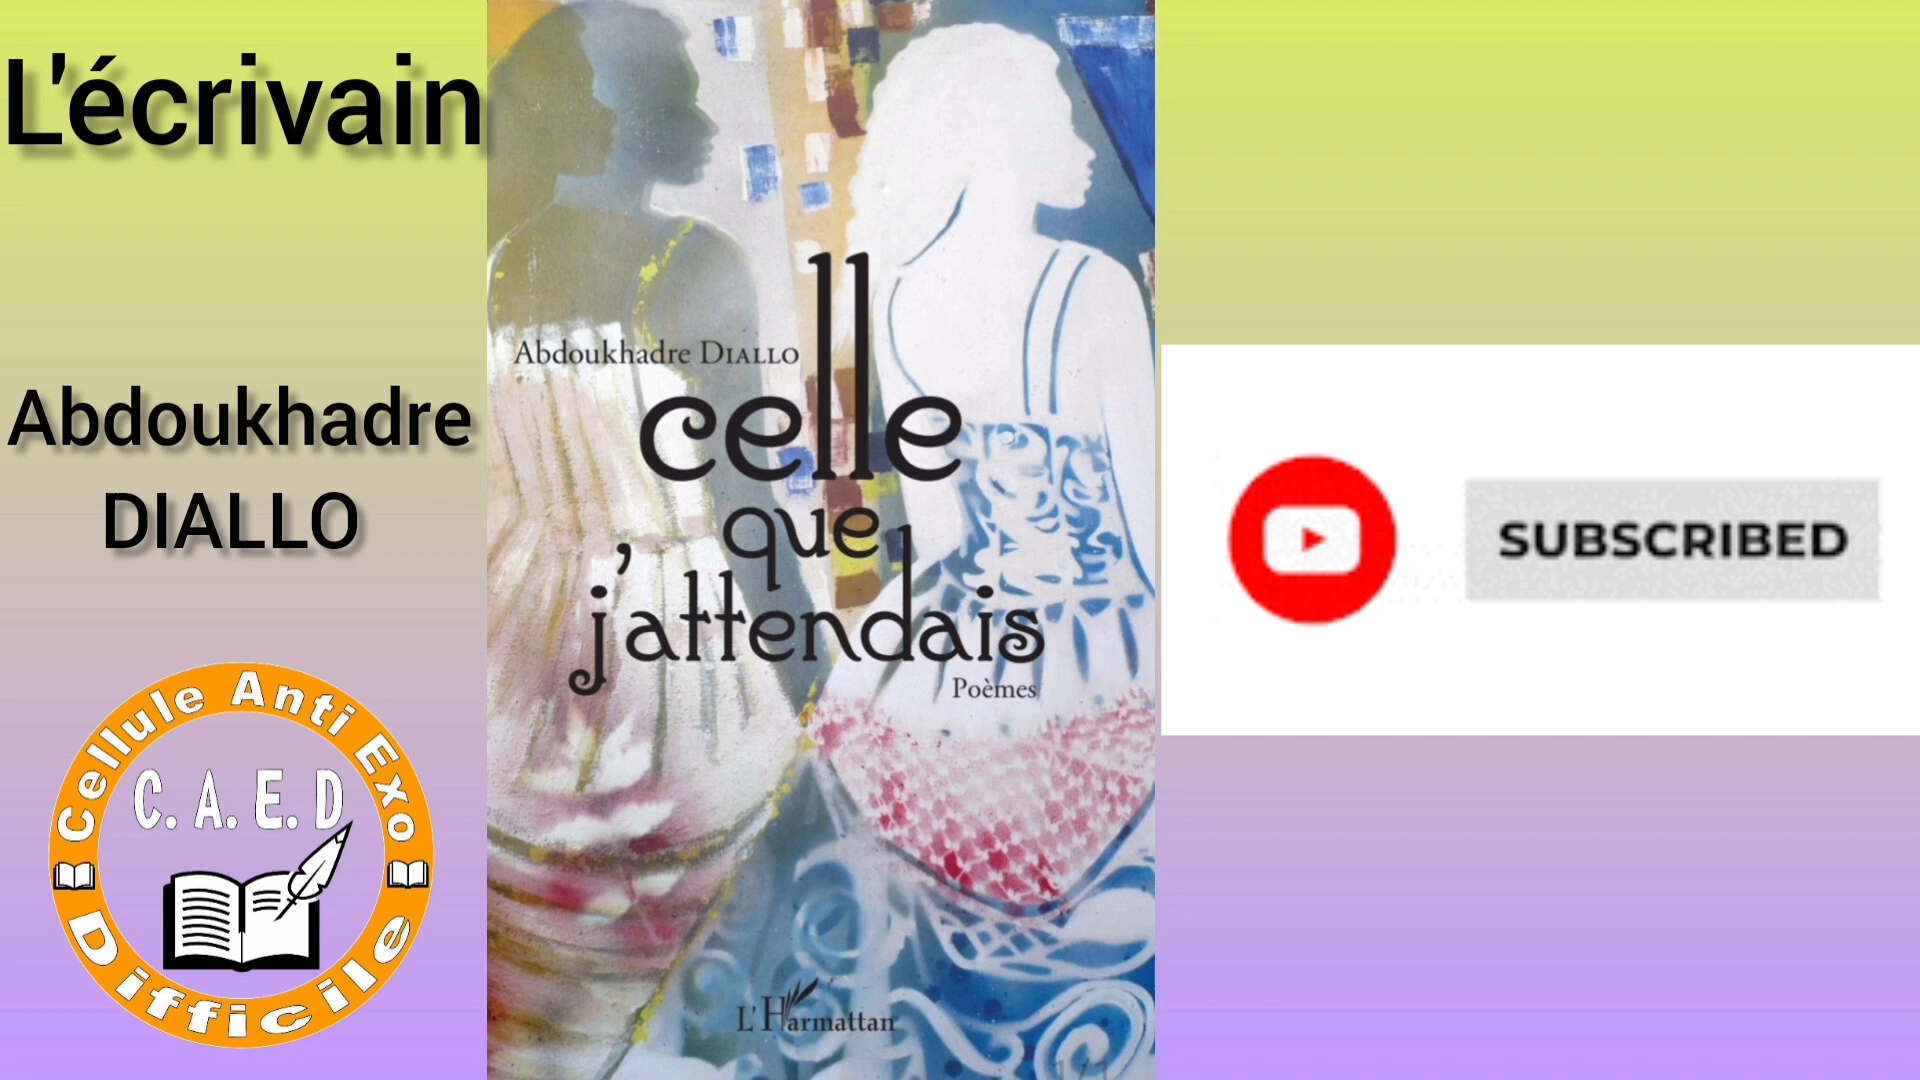 L'écrivain
Abdoukhadre
DIALLO
Cellule Anti Exo
C. A. E. D
Difficile
Abdoukhadre DIALLO
celle
que
j'attendais
Poèmes
L'Harmattan
SUBSCRIBED